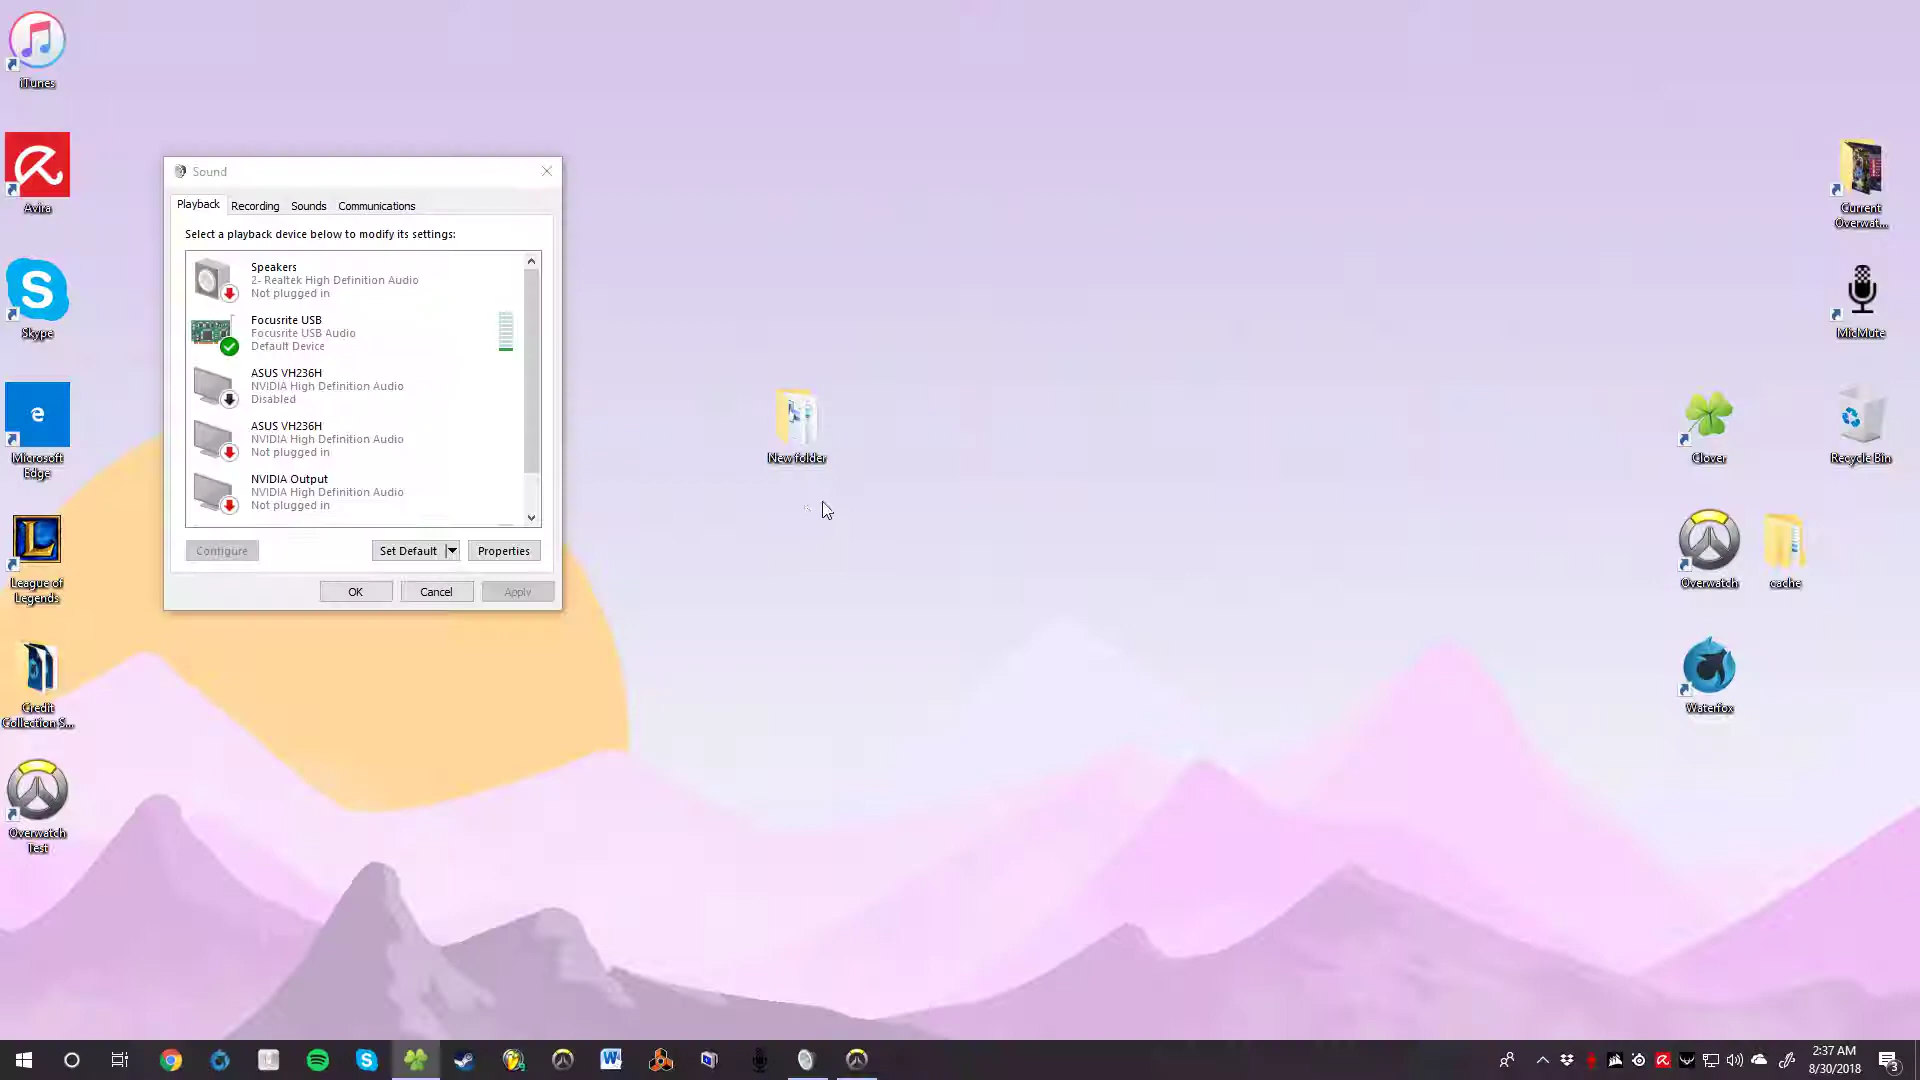 iTunes
Avira
Skype
Microsoft
Edge
League of
Legends
Credit
Collection S...
Overwatch
Test
Sound
Playback
Recording
Sounds
Communications
Select a playback device below to modify its settings:
Speakers
2- Realtek High Definition Audio
Not plugged in
Focusrite USB
Focusrite USB Audio
Default Device
ASUS VH236H
NVIDIA High Definition Audio
Disabled
ASUS VH236H
NVIDIA High Definition Audio
Not plugged in
NVIDIA Output
NVIDIA High Definition Audio
Not plugged in
Configure
Set Default
Properties
OK
Cancel
Apply
New folder
Current
Overwat...
MicMute
Clover
Recycle Bin
Overwatch
cache
Waterfox
2:37 AM
8/30/2018
3